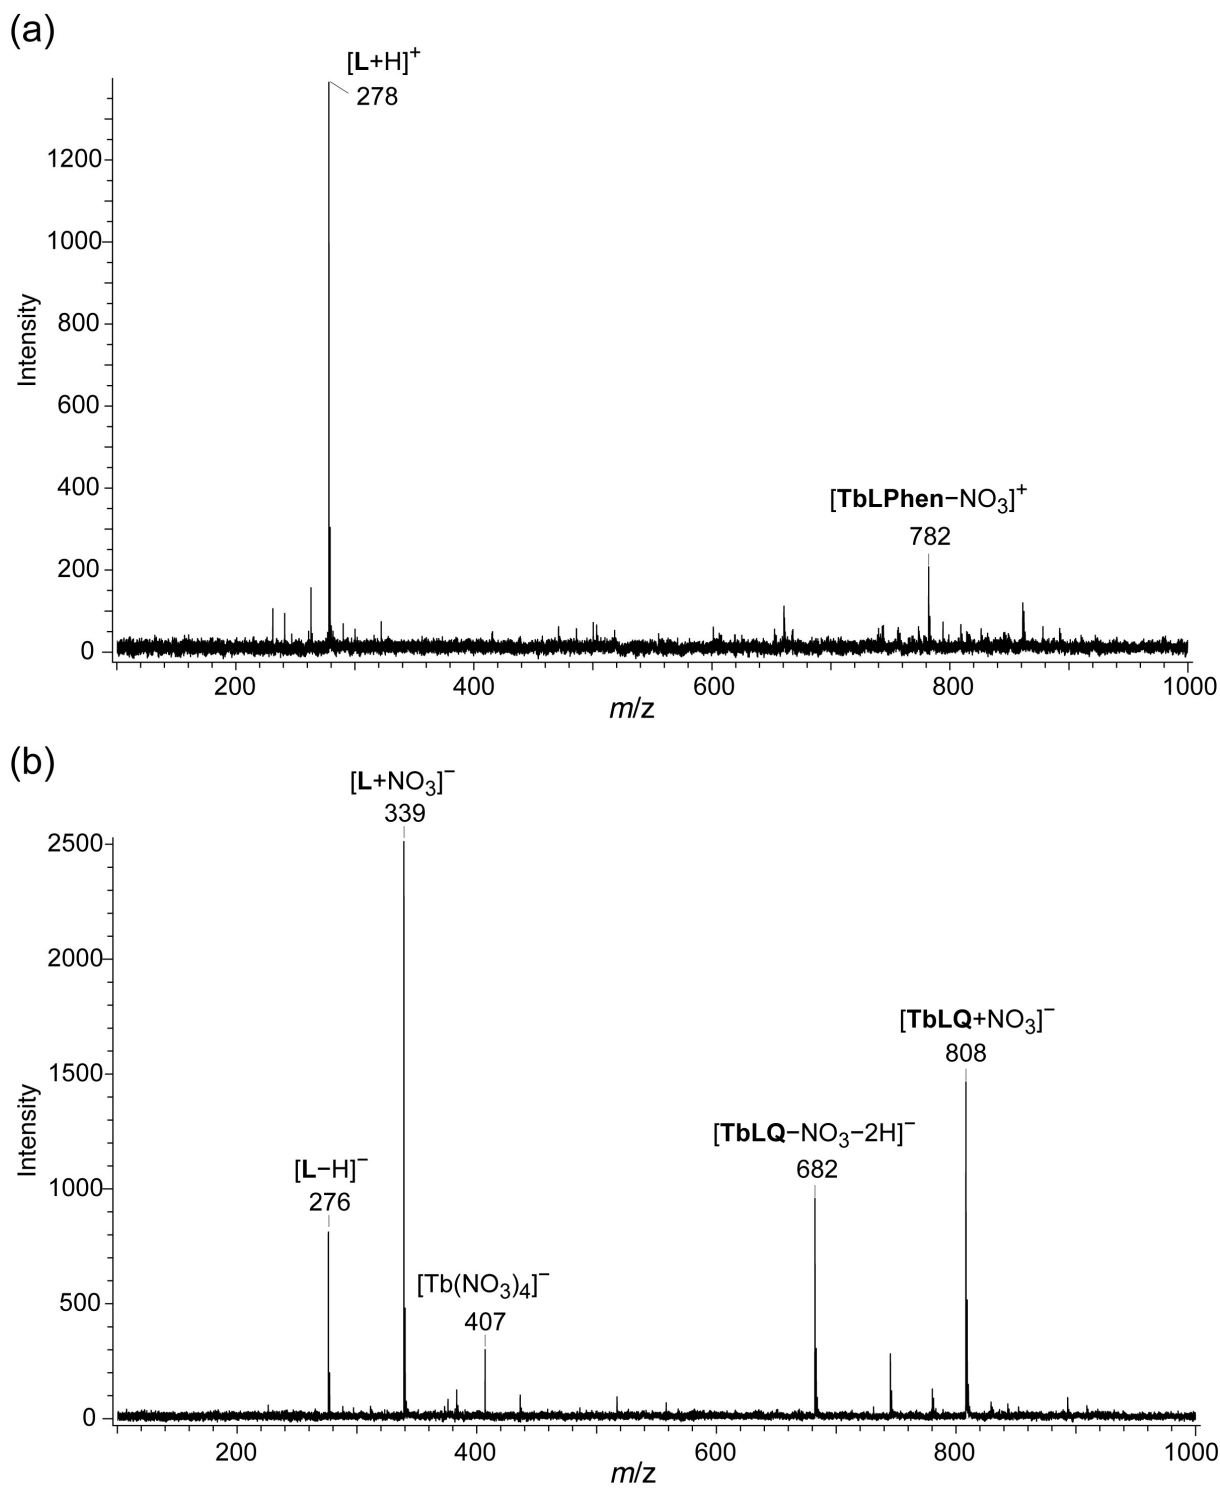 (a)
[L+H]⁺
278
1200
1000
800
600
400
200
0
Intensity
[TbLPhen−NO₃]⁺
782
200 400 600 800 1000
m/z
(b)
[L+NO₃]⁻
339
2500
2000
1500
1000
500
0
Intensity
[TbLQ+NO₃]⁻
808
[TbLQ−NO₃−2H]⁻
682
[L−H]⁻
276
[Tb(NO₃)₄]⁻
407
200 400 600 800 1000
m/z